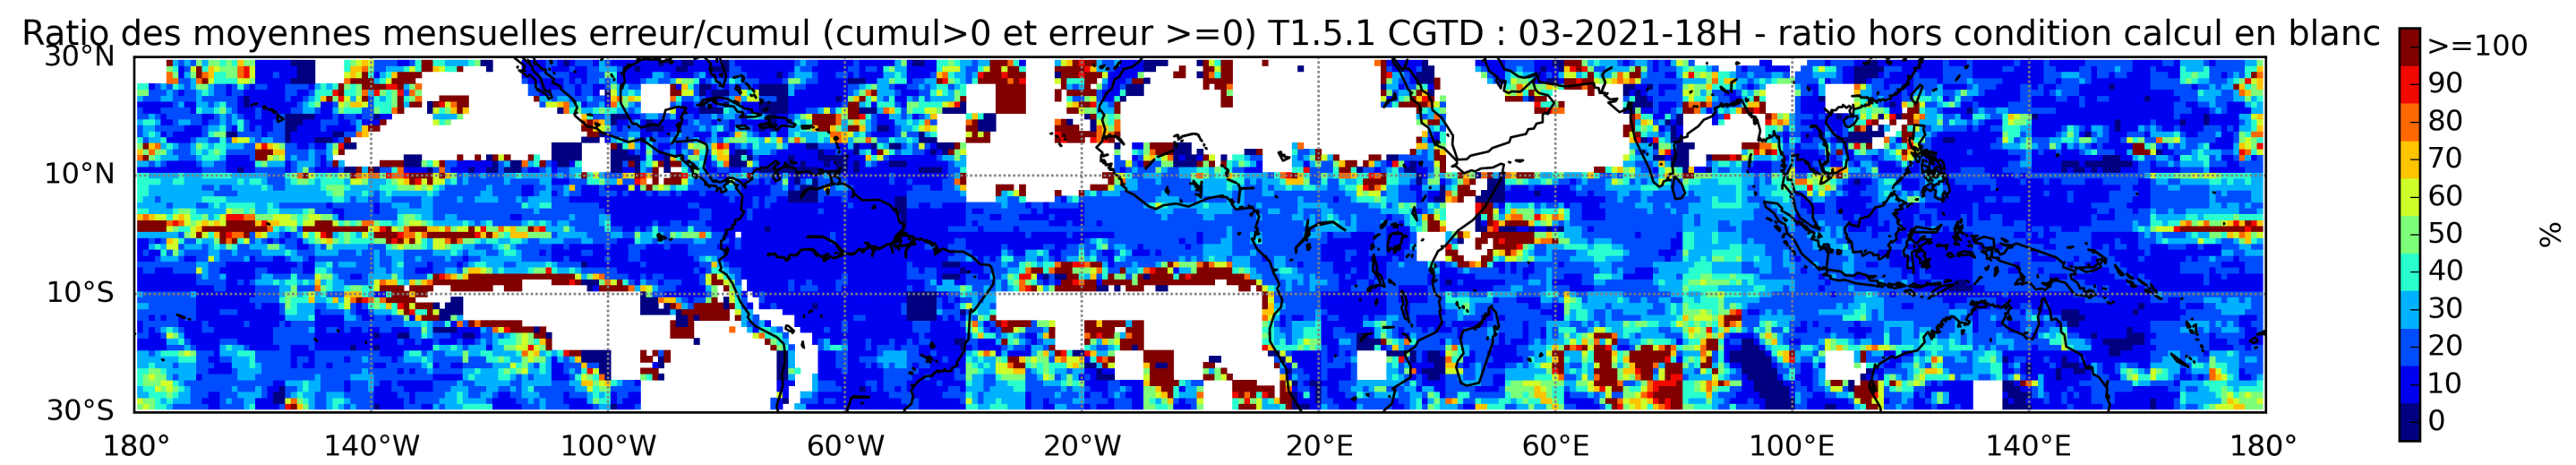 Ratio des moyennes mensuelles erreur/cumul (cumul>0 et erreur >=0) T1.5.1 CGTD : 03-2021-18H - ratio hors condition calcul en blanc
30°N
10°N
10°S
30°S
180°
140°W
100°W
60°W
20°W
20°E
60°E
100°E
140°E
180°
>=100
90
80
70
60
50
40
30
20
10
0
%